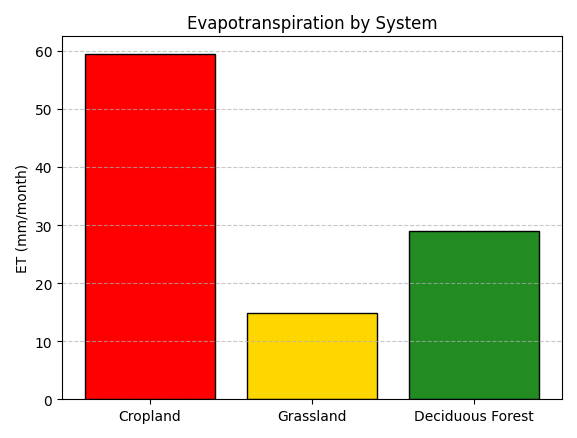 Evapotranspiration by System
ET (mm/month)
60
50
40
30
20
10
0
Cropland Grassland Deciduous Forest